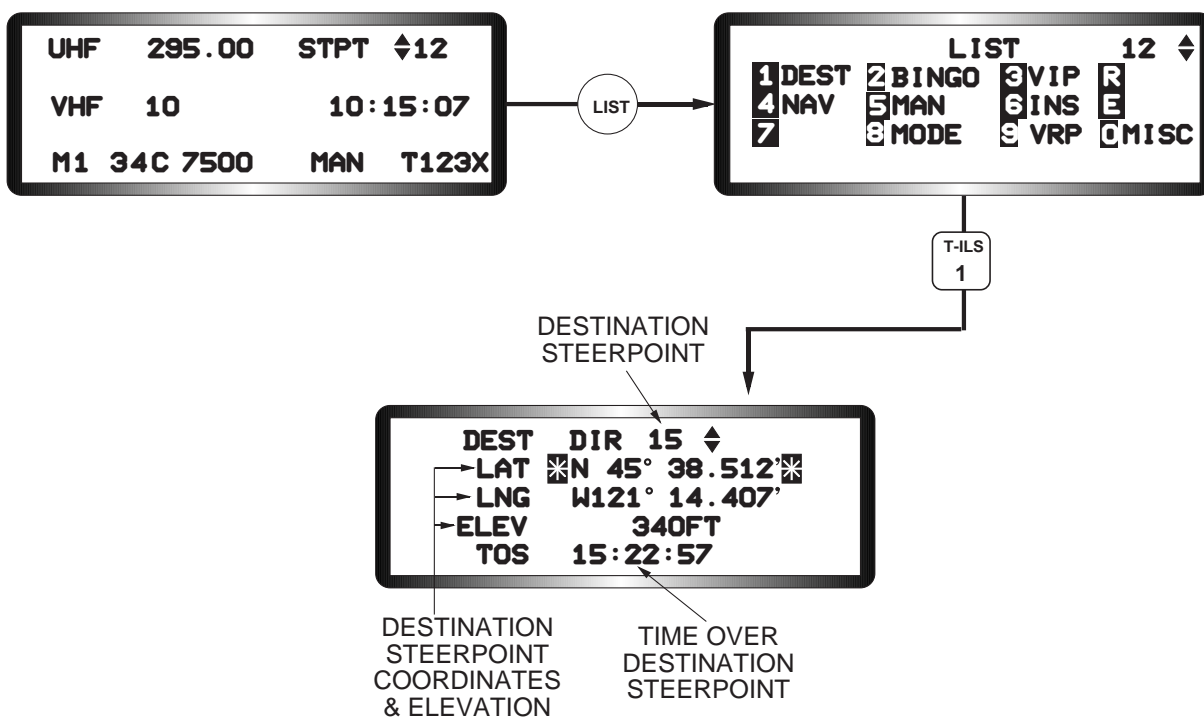 UHF 295.00 STPT 12
VHF 10 10:15:07
M1 34C 7500 MAN T123X
LIST
LIST 12
1 DEST 2 BINGO 3 VIP R
4 NAV 5 MAN 6 INS E
7 8 MODE 9 VRP 0 MISC
T-ILS
1
DESTINATION
STEERPOINT
DEST DIR 15
LAT *N 45° 38.512'*
LNG W121° 14.407'
ELEV 340FT
TOS 15:22:57
DESTINATION
STEERPOINT
COORDINATES
& ELEVATION
TIME OVER
DESTINATION
STEERPOINT